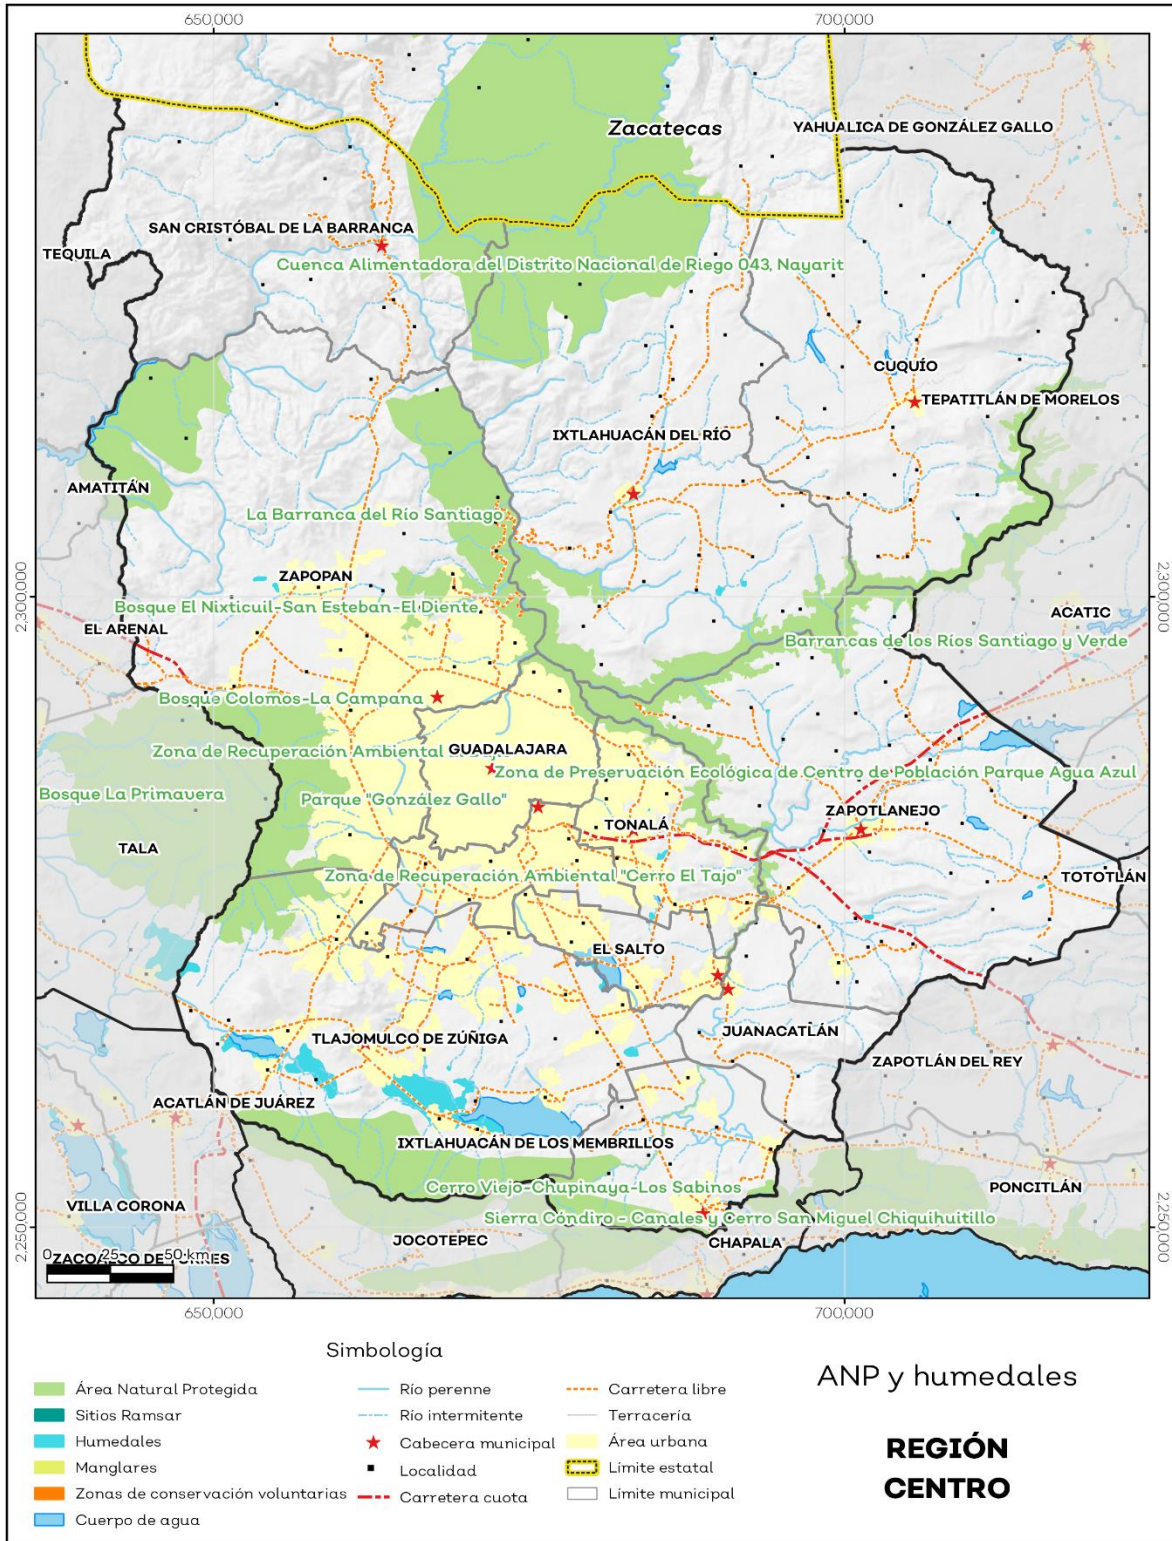 650,000
700,000
Zacatecas
YAHUALICA DE GONZÁLEZ GALLO
SAN CRISTÓBAL DE LA BARRANCA
TEQUILA
Cuenca Alimentadora del Distrito Nacional de Riego 043, Nayarit
CUQUÍO
TEPATITLÁN DE MORELOS
IXTLAHUACÁN DEL RÍO
AMATITÁN
La Barranca del Río Santiago
ZAPOPAN
2,300,000
2,300,000
Bosque El Nixticuil-San Esteban-El Diente
ACATIC
EL ARENAL
Barrancas de los Ríos Santiago y Verde
Bosque Colomos-La Campana
Zona de Recuperación Ambiental
GUADALAJARA
Zona de Preservación Ecológica de Centro de Población Parque Agua Azul
Bosque La Primavera
Parque "González Gallo"
ZAPOTLANEJO
TONALÁ
TALA
Zona de Recuperación Ambiental "Cerro El Tajo"
TOTOTLÁN
EL SALTO
JUANACATLÁN
TLAJOMULCO DE ZÚÑIGA
ZAPOTLÁN DEL REY
ACATLÁN DE JUÁREZ
IXTLAHUACÁN DE LOS MEMBRILLOS
Cerro Viejo-Chupinaya-Los Sabinos
PONCITLÁN
VILLA CORONA
Sierra Cóndiro - Canales y Cerro San Miguel Chiquihuitillo
2,250,000
2,250,000
JOCOTEPEC
CHAPALA
0 25 50 km
ZACOALCO DE TORRES
650,000
700,000
Simbología
Área Natural Protegida
Sitios Ramsar
Humedales
Manglares
Zonas de conservación voluntarias
Cuerpo de agua
Río perenne
Río intermitente
Cabecera municipal
Localidad
Carretera cuota
Carretera libre
Terracería
Área urbana
Límite estatal
Límite municipal
ANP y humedales
REGIÓN
CENTRO